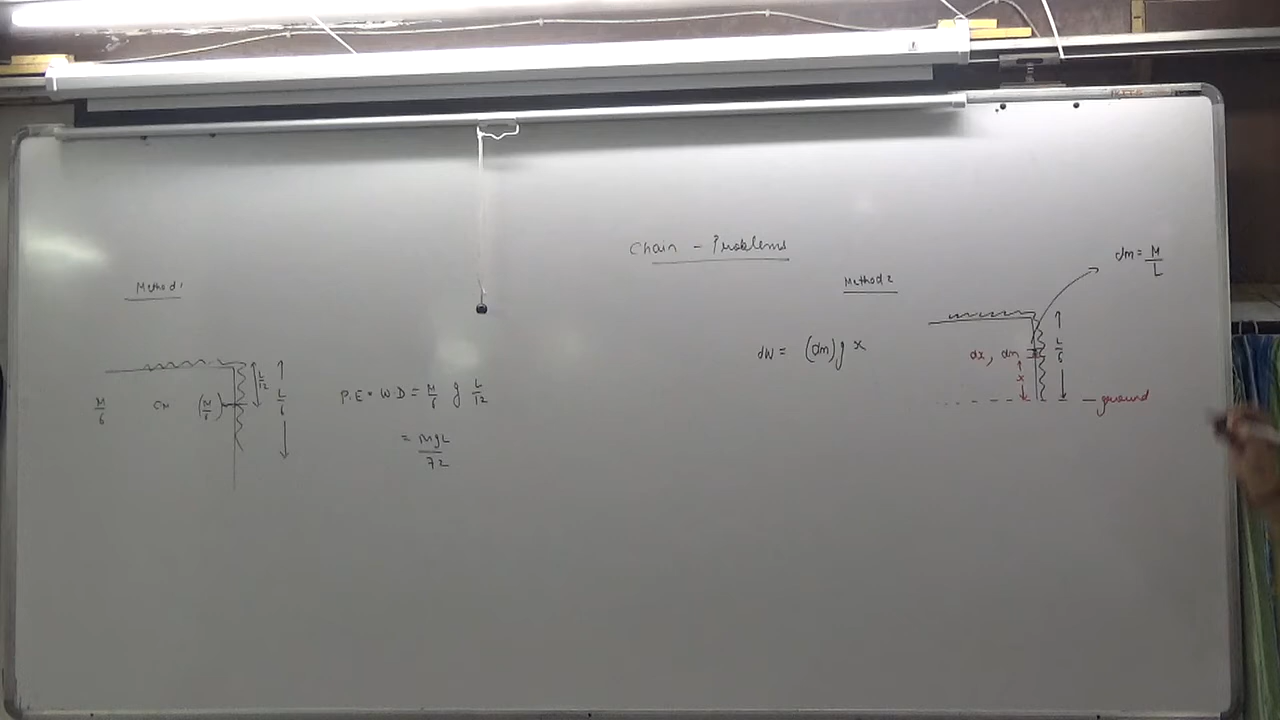 Chain - Problems
Method 1
L/12
L/6
M/6 CM (M/6)
P.E = W.D = M/6 g L/12
= MgL/72
Method 2
dm = M/L
dW = (dm)g x
dx, dm
L/6
x
ground